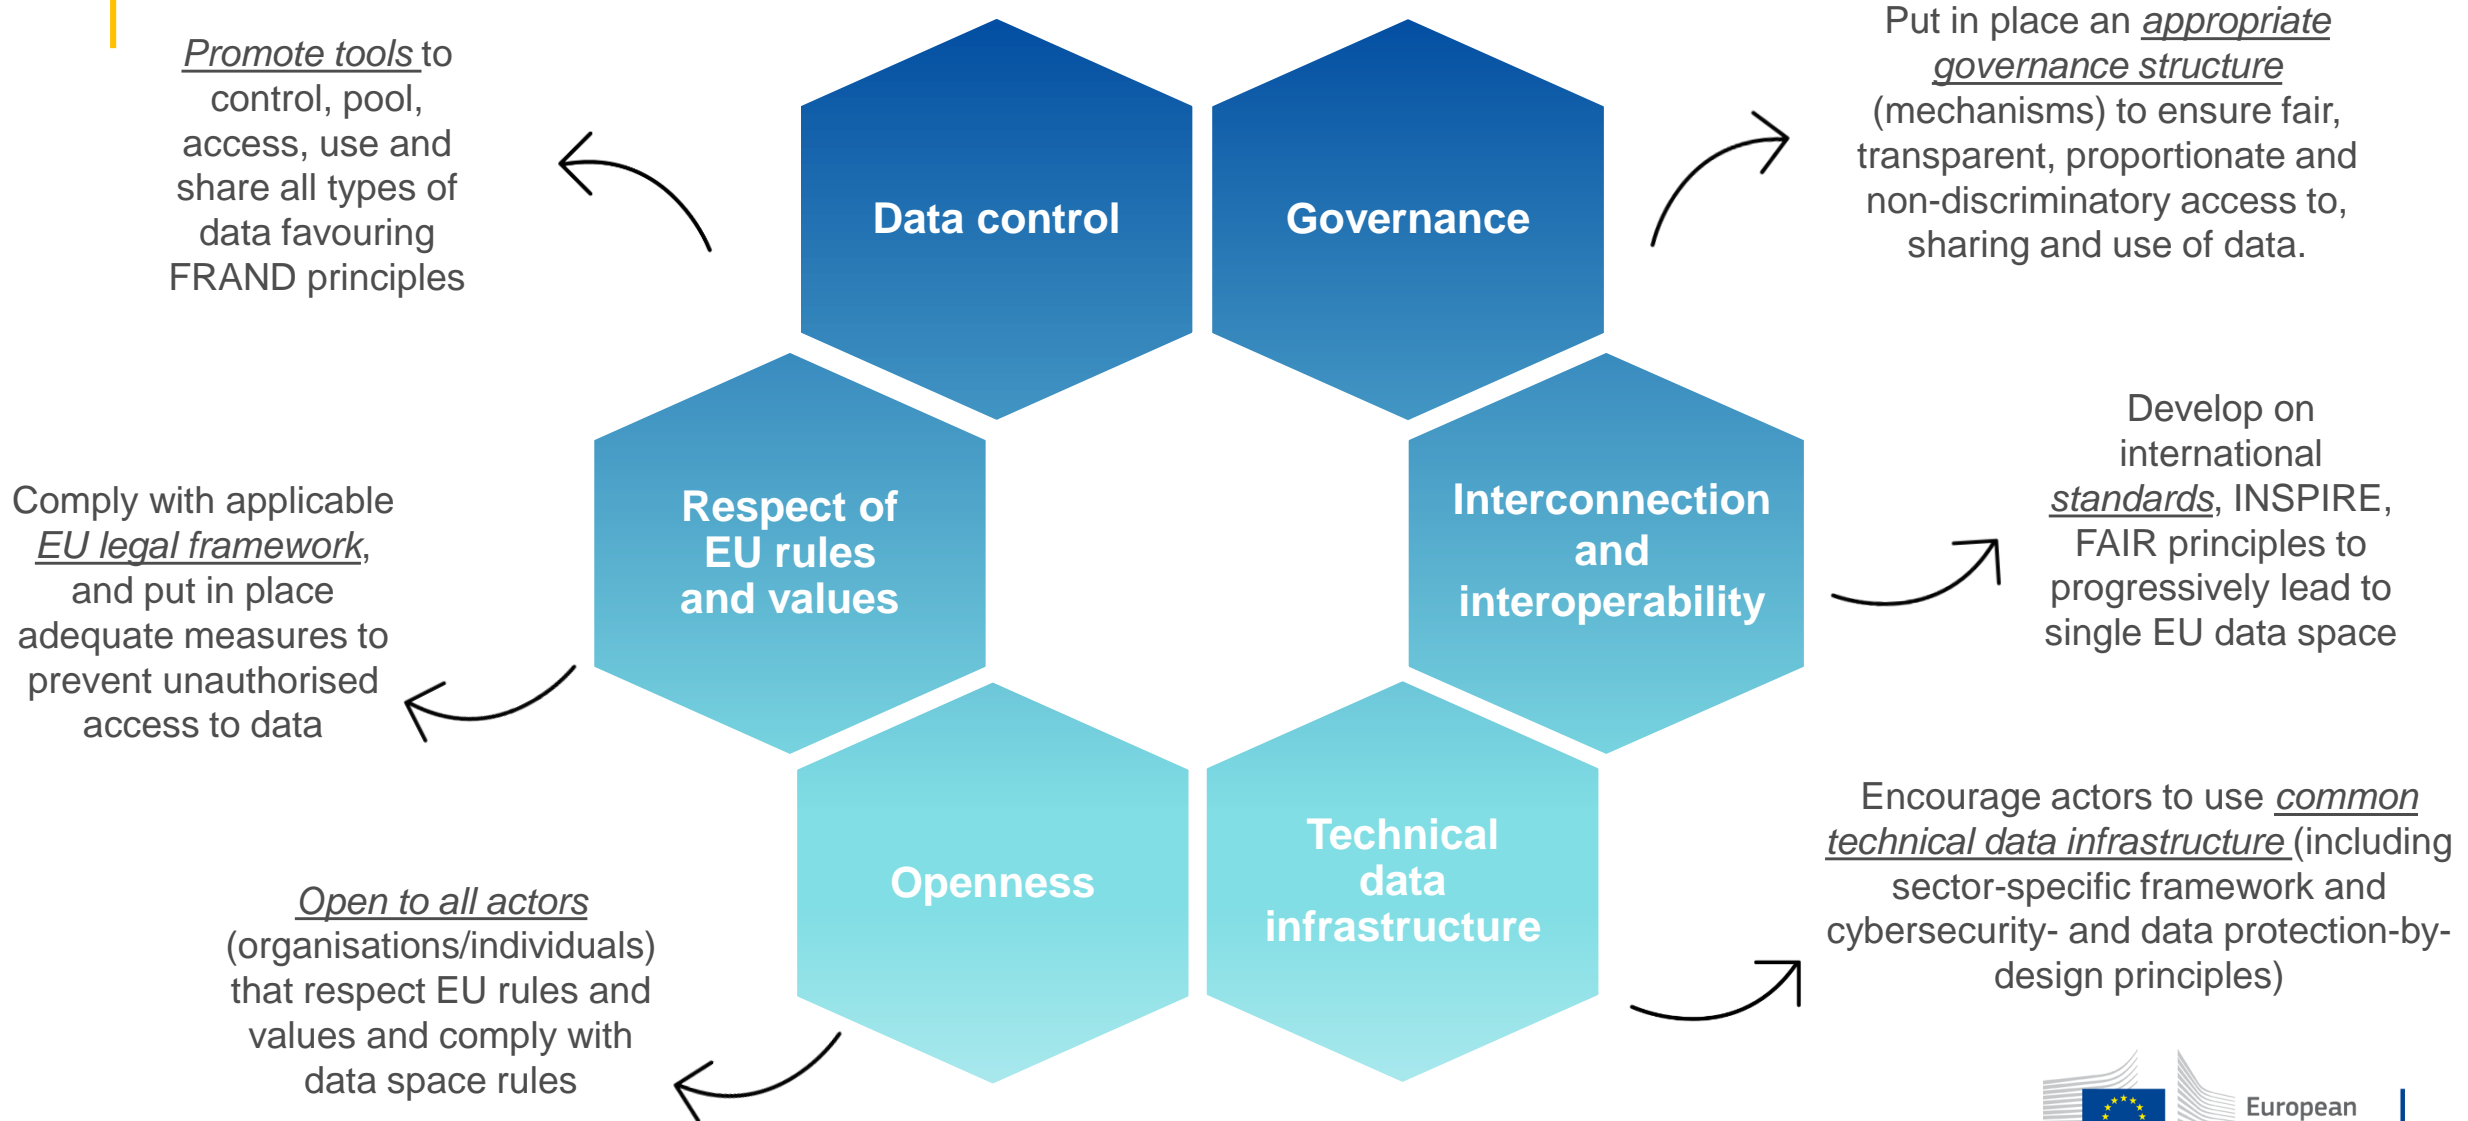 Promote tools to
control, pool,
access, use and
share all types of
data favouring
FRAND principles
Data control
Governance
Put in place an appropriate
governance structure
(mechanisms) to ensure fair,
transparent, proportionate and
non-discriminatory access to,
sharing and use of data.
Comply with applicable
EU legal framework,
and put in place
adequate measures to
prevent unauthorised
access to data
Respect of
EU rules
and values
Interconnection
and
interoperability
Develop on
international
standards, INSPIRE,
FAIR principles to
progressively lead to
single EU data space
Open to all actors
(organisations/individuals)
that respect EU rules and
values and comply with
data space rules
Openness
Technical
data
infrastructure
Encourage actors to use common
technical data infrastructure (including
sector-specific framework and
cybersecurity- and data protection-by-
design principles)
European